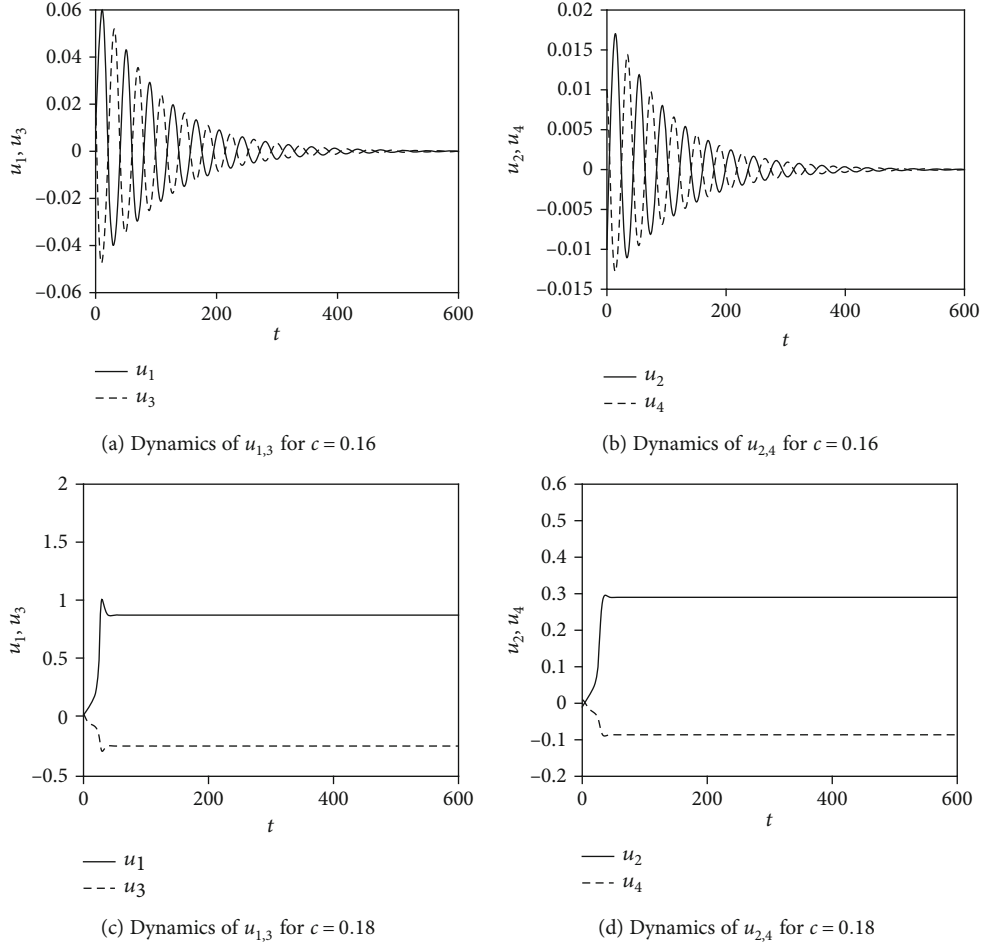 0.06
0.04
0.02
0
–0.02
–0.04
–0.06
u1, u3
0 200 400 600
t
u1
u3
(a) Dynamics of u1,3 for c = 0.16
0.02
0.015
0.01
0.005
0
–0.005
–0.01
–0.015
u2, u4
0 200 400 600
t
u2
u4
(b) Dynamics of u2,4 for c = 0.16
2
1.5
1
0.5
0
–0.5
u1, u3
0 200 400 600
t
u1
u3
(c) Dynamics of u1,3 for c = 0.18
0.6
0.5
0.4
0.3
0.2
0.1
0
–0.1
–0.2
u2, u4
0 200 400 600
t
u2
u4
(d) Dynamics of u2,4 for c = 0.18